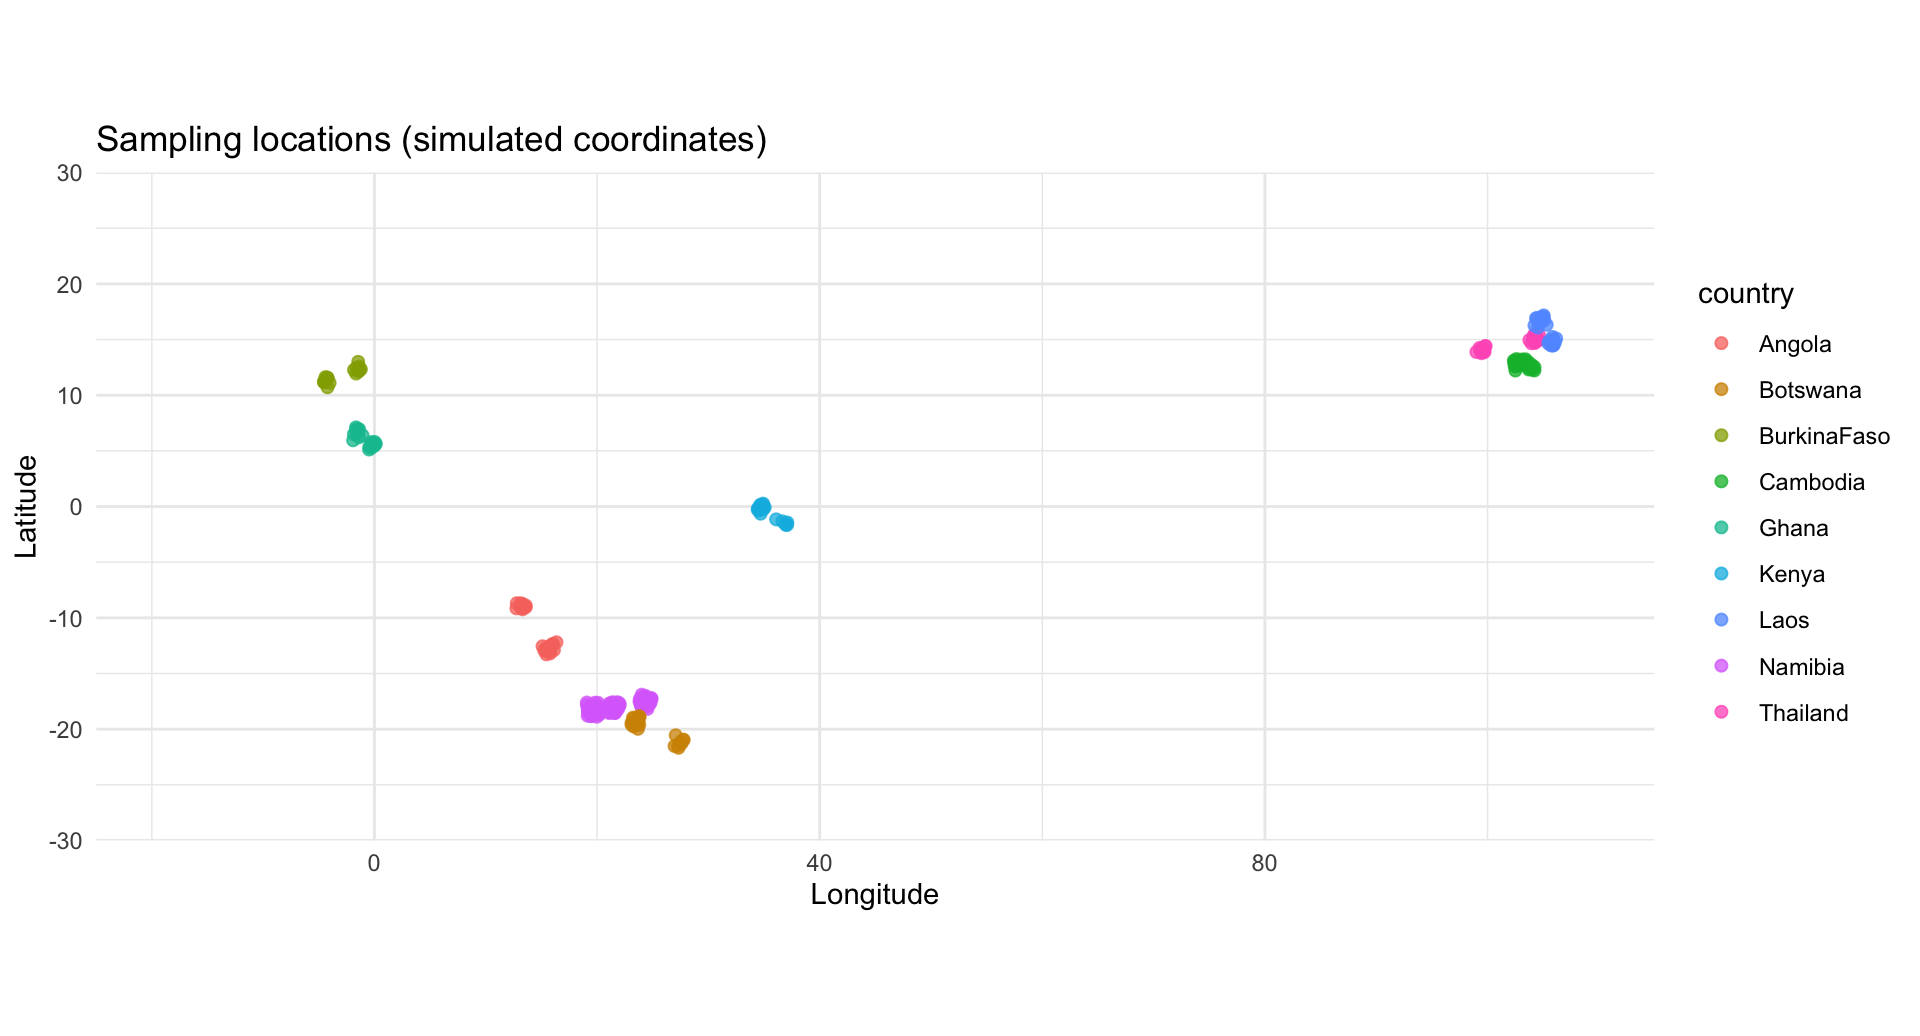 Sampling locations (simulated coordinates)
30
20
10
0
-10
-20
-30
Latitude
0
40
80
Longitude
country
Angola
Botswana
BurkinaFaso
Cambodia
Ghana
Kenya
Laos
Namibia
Thailand